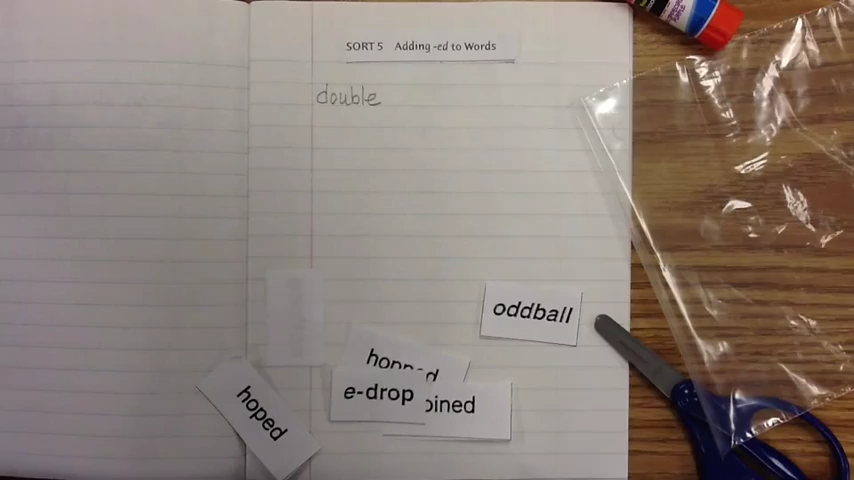 SORT 5 Adding -ed to Words
double
oddball
e-drop
hoped